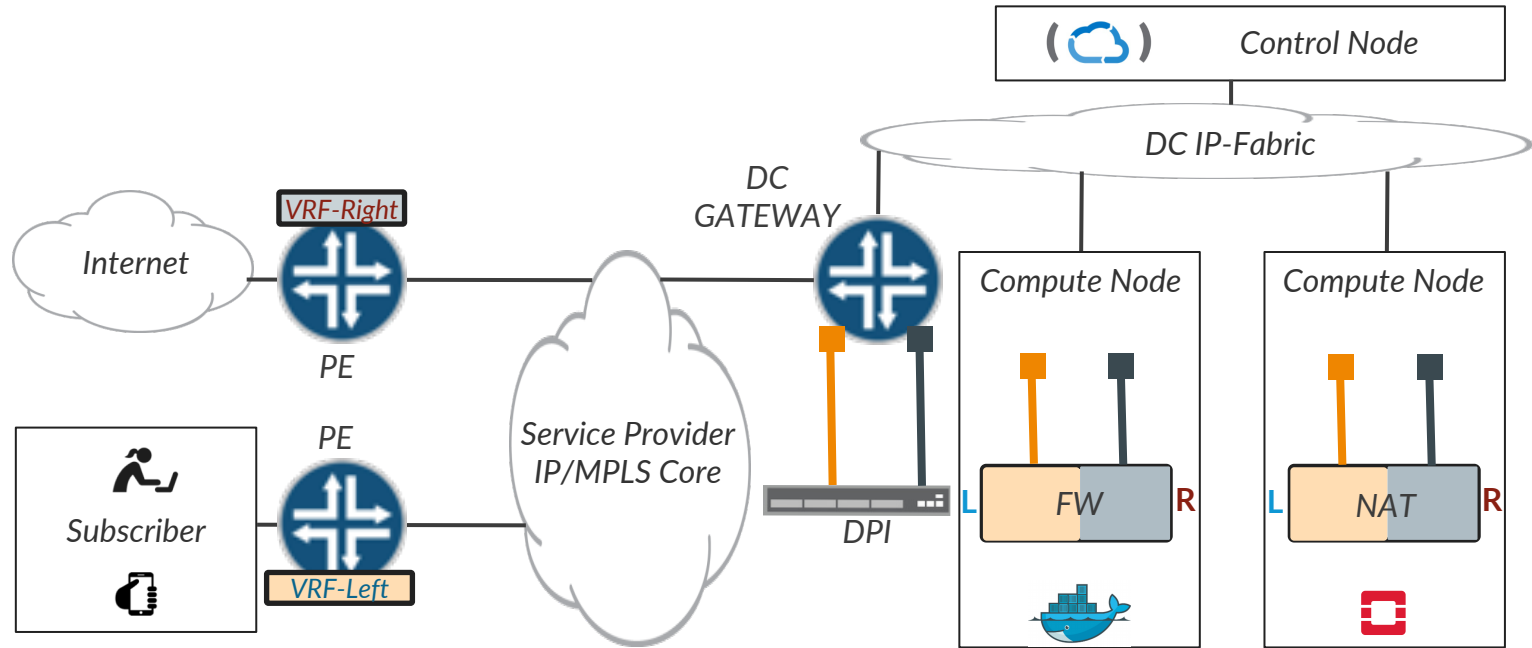 Control Node
DC IP-Fabric
DC
GATEWAY
VRF-Right
Internet
PE
Compute Node
Compute Node
PE
Service Provider
IP/MPLS Core
Subscriber
VRF-Left
DPI
L
FW
R
L
NAT
R